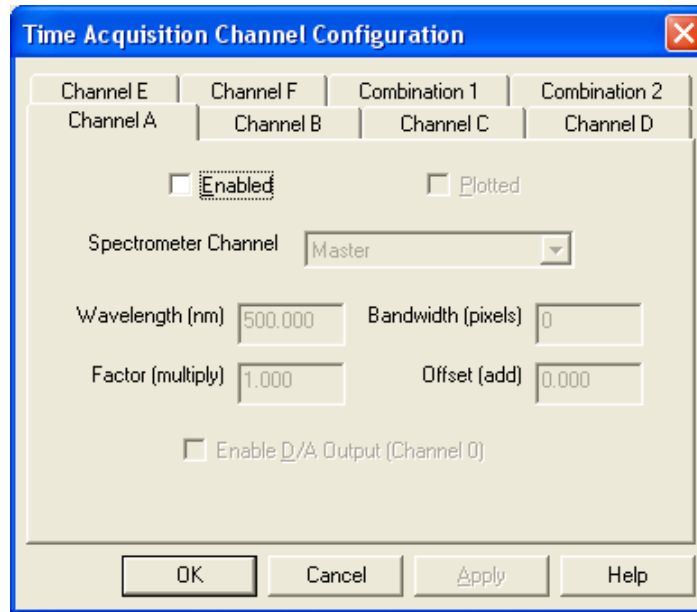 Time Acquisition Channel Configuration
Channel E Channel F Combination 1 Combination 2
Channel A Channel B Channel C Channel D
Enabled Plotted
Spectrometer Channel Master
Wavelength (nm) 500.000 Bandwidth (pixels) 0
Factor (multiply) 1.000 Offset (add) 0.000
Enable D/A Output (Channel 0)
OK Cancel Apply Help